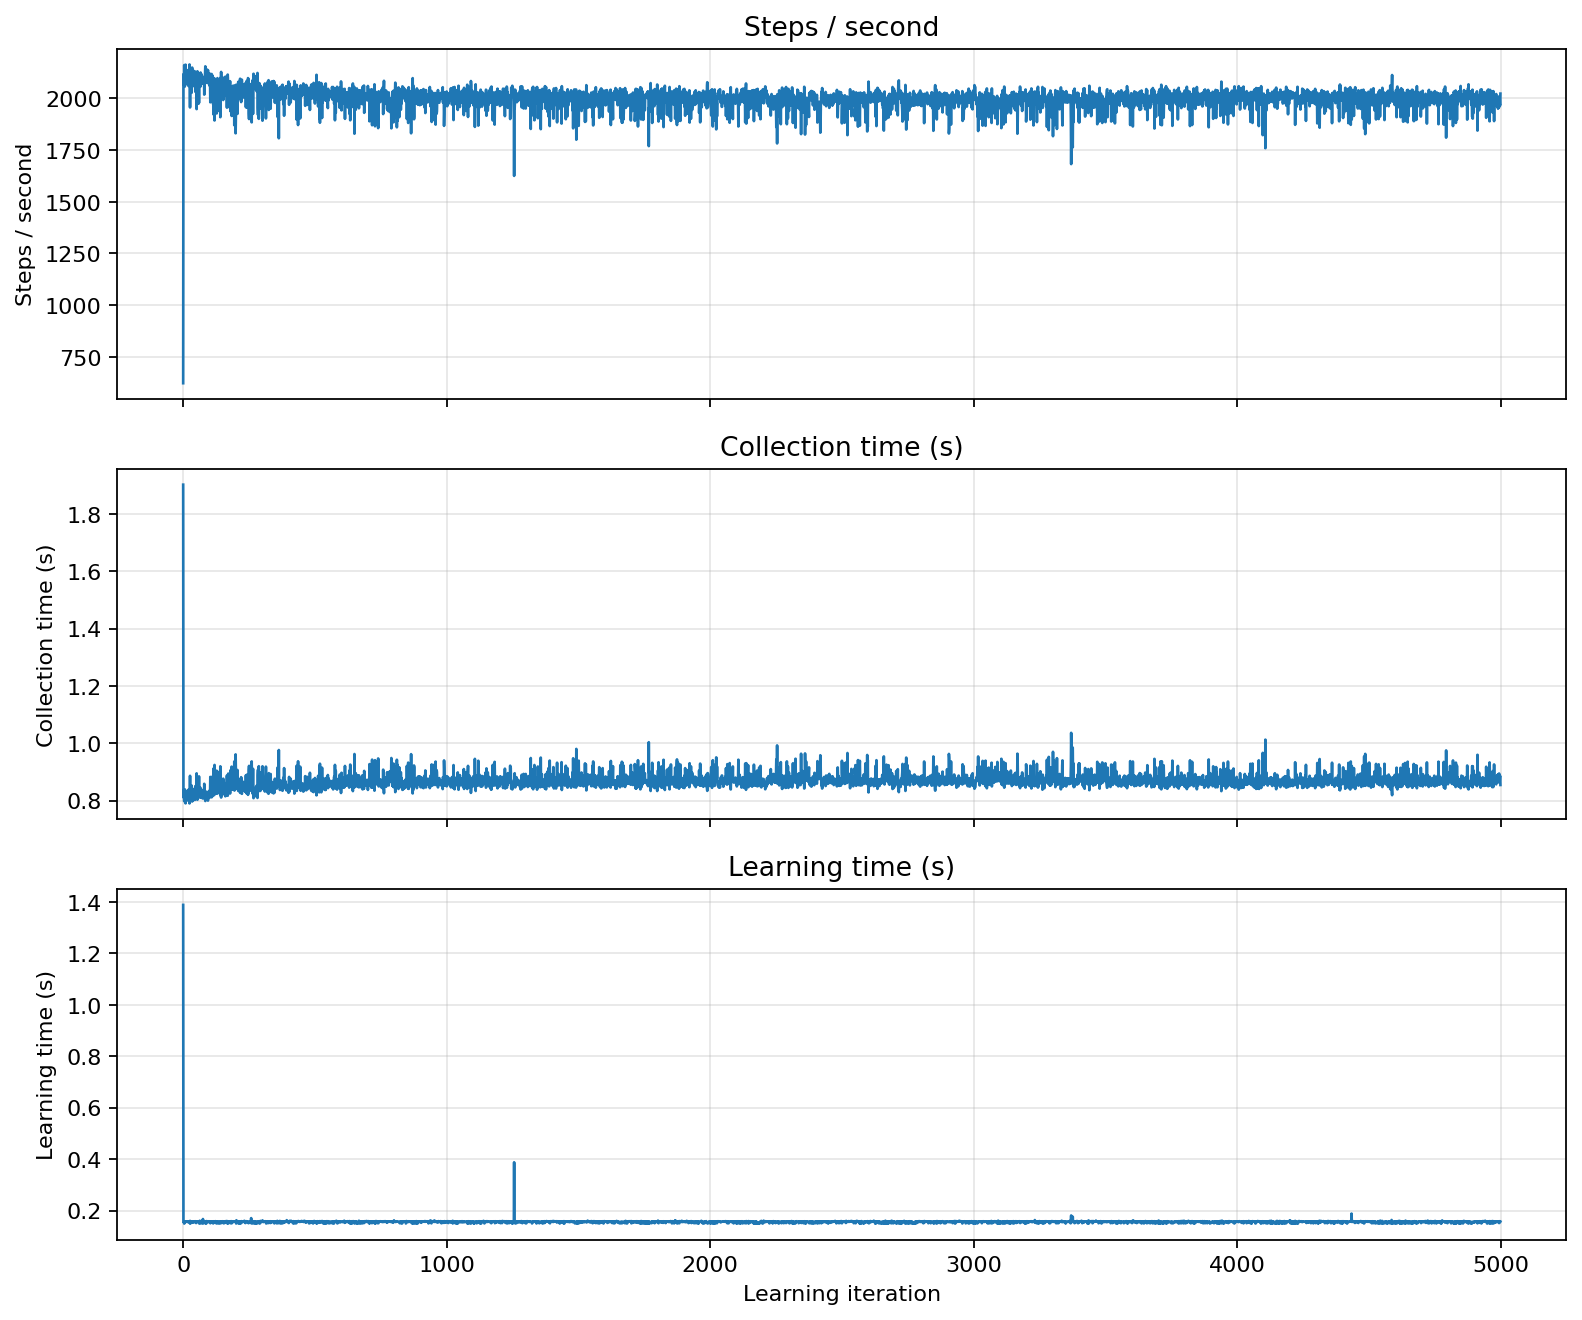 Steps / second
Steps / second
2000
1750
1500
1250
1000
750
Collection time (s)
Collection time (s)
1.8
1.6
1.4
1.2
1.0
0.8
Learning time (s)
Learning time (s)
1.4
1.2
1.0
0.8
0.6
0.4
0.2
0 1000 2000 3000 4000 5000
Learning iteration